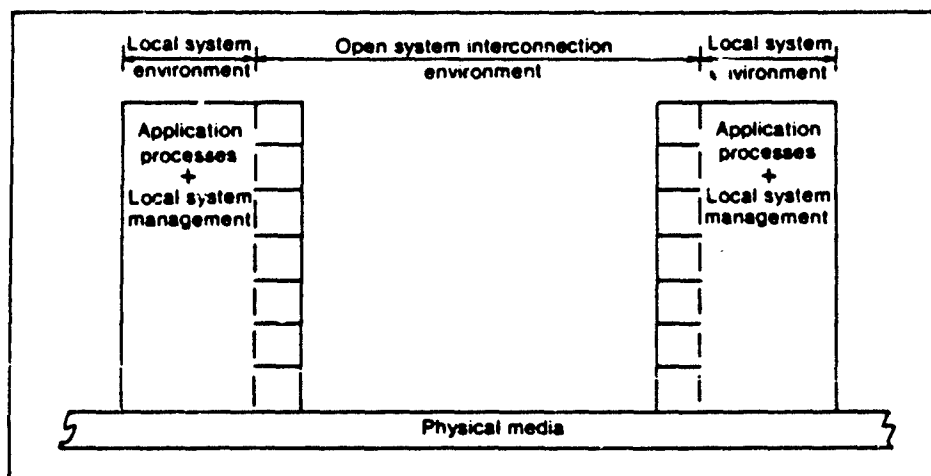 Local system
environment
Open system interconnection
environment
Local system
Application
processes
+
Local system
management
Application
processes
+
Local system
management
Physical media